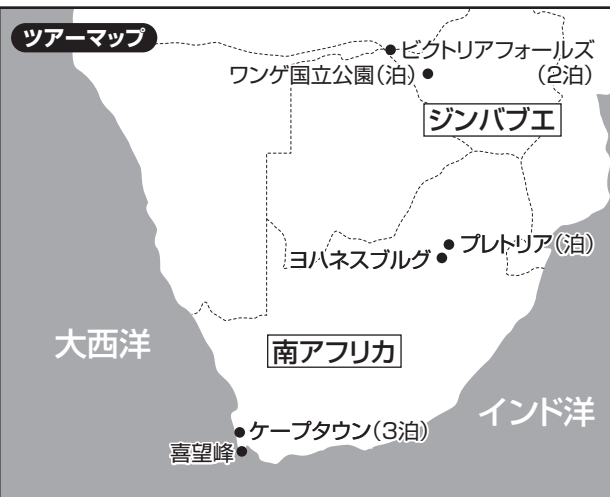 ツアーマップ
ビクトリアフォールズ
(2泊)
ワンゲ国立公園(泊)
ジンバブエ
プレトリア(泊)
ヨハネスブルグ
大西洋
南アフリカ
インド洋
ケープタウン(3泊)
喜望峰